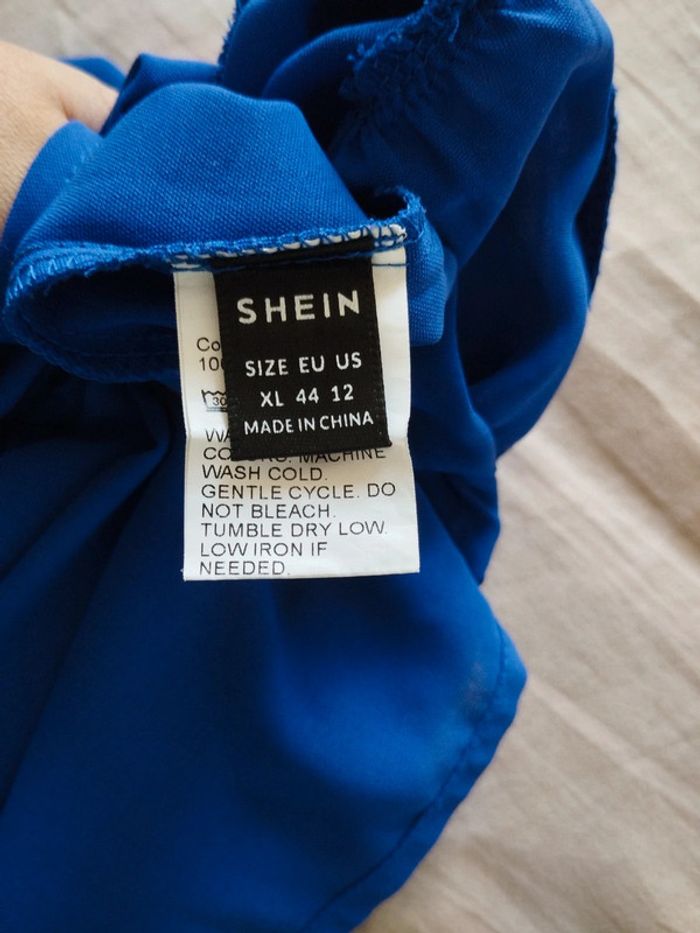 SHEIN
SIZE EU US
XL 44 12
MADE IN CHINA
30
MACHINE
WASH COLD.
GENTLE CYCLE. DO
NOT BLEACH.
TUMBLE DRY LOW.
LOW IRON IF
NEEDED.